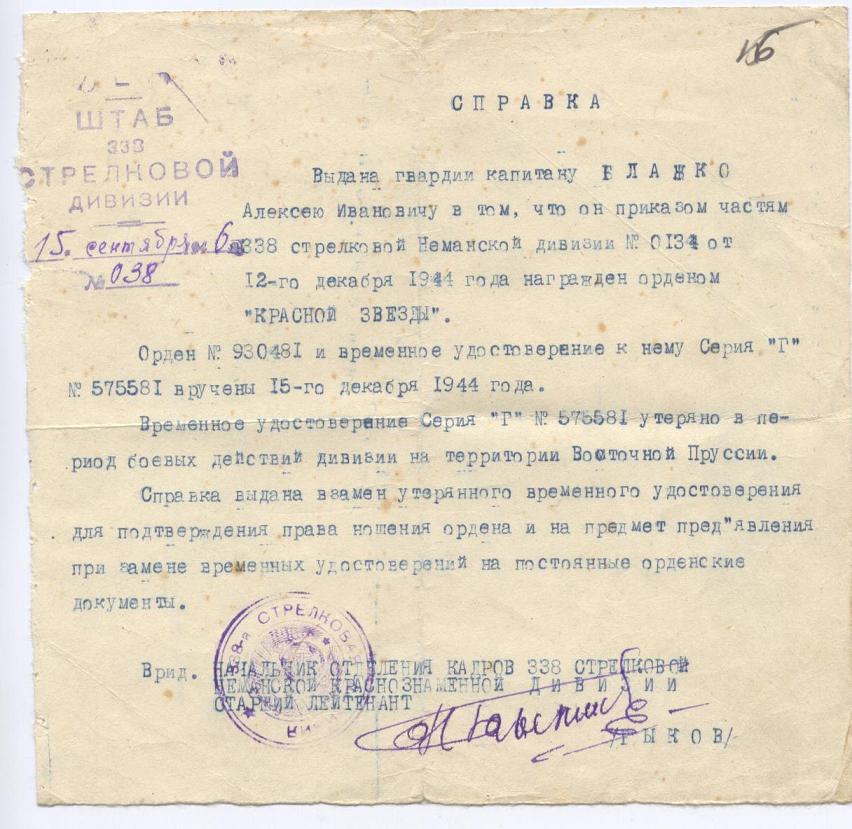 16
ШТАБ
338
СТРЕЛКОВОЙ
ДИВИЗИИ
15. сентября 6
№ 038
СПРАВКА
Выдана гвардии капитану БЛАЖКО
Алексею Ивановичу в том, что он приказом частям
338 стрелковой Неманской дивизии № 0134 от
12-го декабря 1944 года награжден орденом
"КРАСНОЙ ЗВЕЗДЫ".
Орден № 930481 и временное удостоверение к нему Серия "Г"
№ 575581 вручены 15-го декабря 1944 года.
Временное удостоверение Серия "Г" № 575581 утеряно в пе-
риод боевых действий дивизии на территории Восточной Пруссии.
Справка выдана взамен утерянного временного удостоверения
для подтверждения права ношения ордена и на предмет пред"явления
при замене временных удостоверений на постоянные орденские
документы.
338-я СТРЕЛКОВАЯ
Врид. НАЧАЛЬНИК ОТДЕЛЕНИЯ КАДРОВ 338 СТРЕЛКОВОЙ
НЕМАНСКОЙ КРАСНОЗНАМЕННОЙ ДИВИЗИИ
СТАРШИЙ ЛЕЙТЕНАНТ
/РЫКОВ/